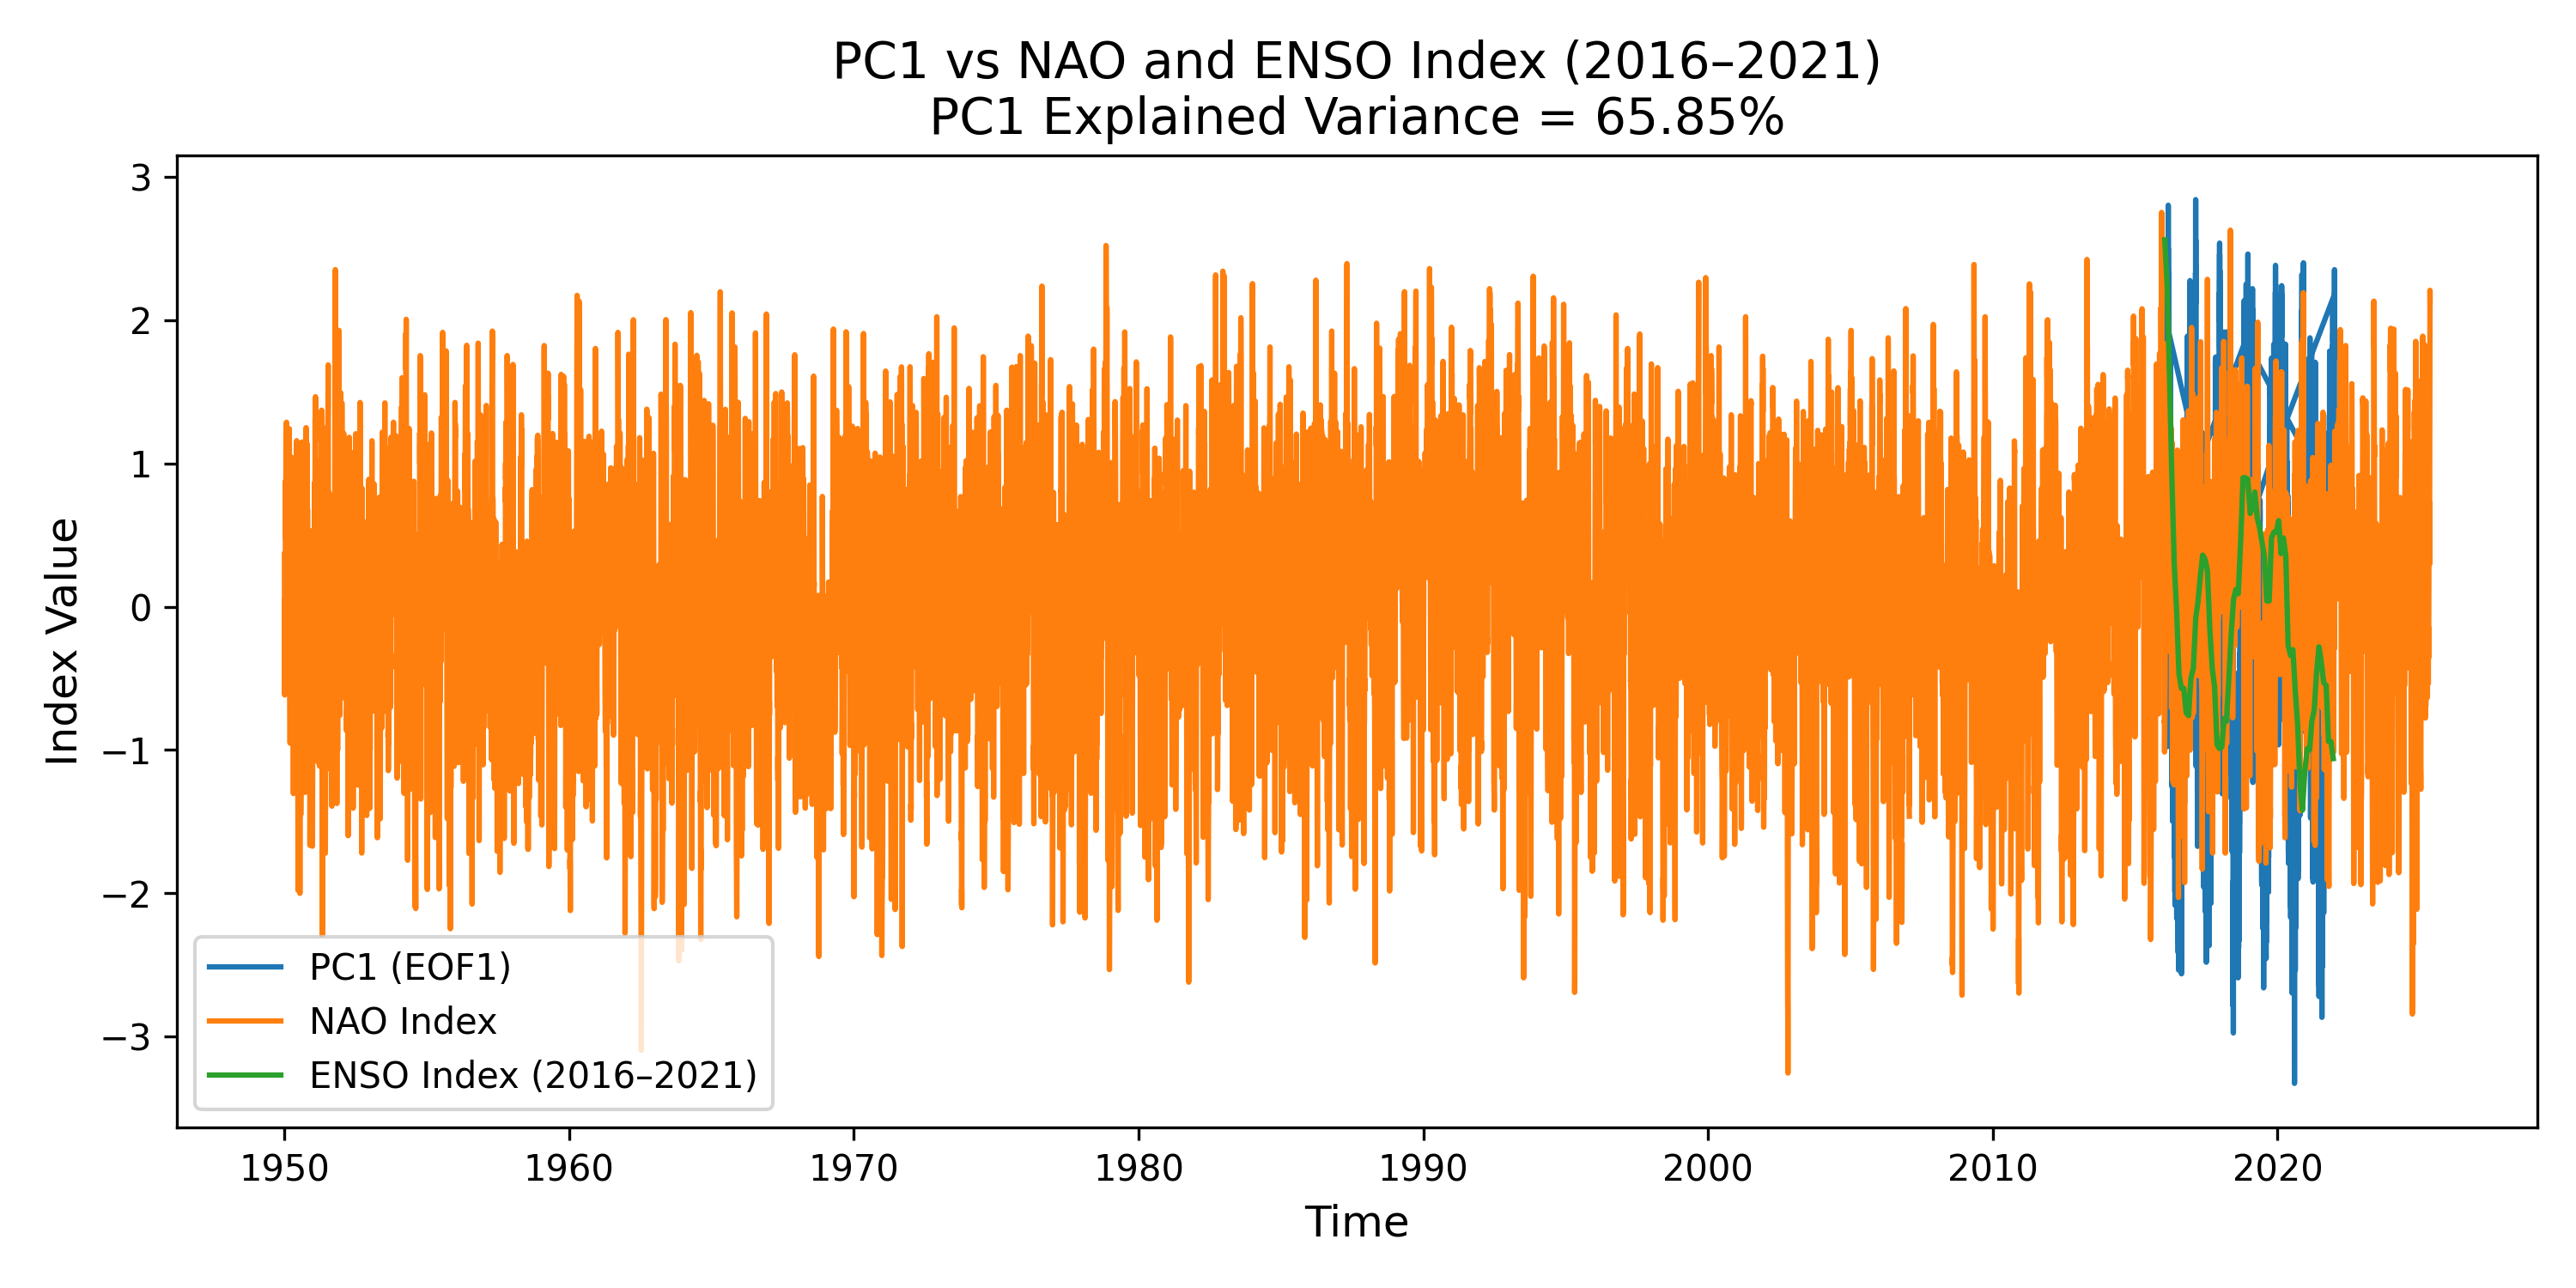 PC1 vs NAO and ENSO Index (2016–2021)
PC1 Explained Variance = 65.85%
3
2
1
0
−1
−2
−3
Index Value
PC1 (EOF1)
NAO Index
ENSO Index (2016–2021)
1950 1960 1970 1980 1990 2000 2010 2020
Time